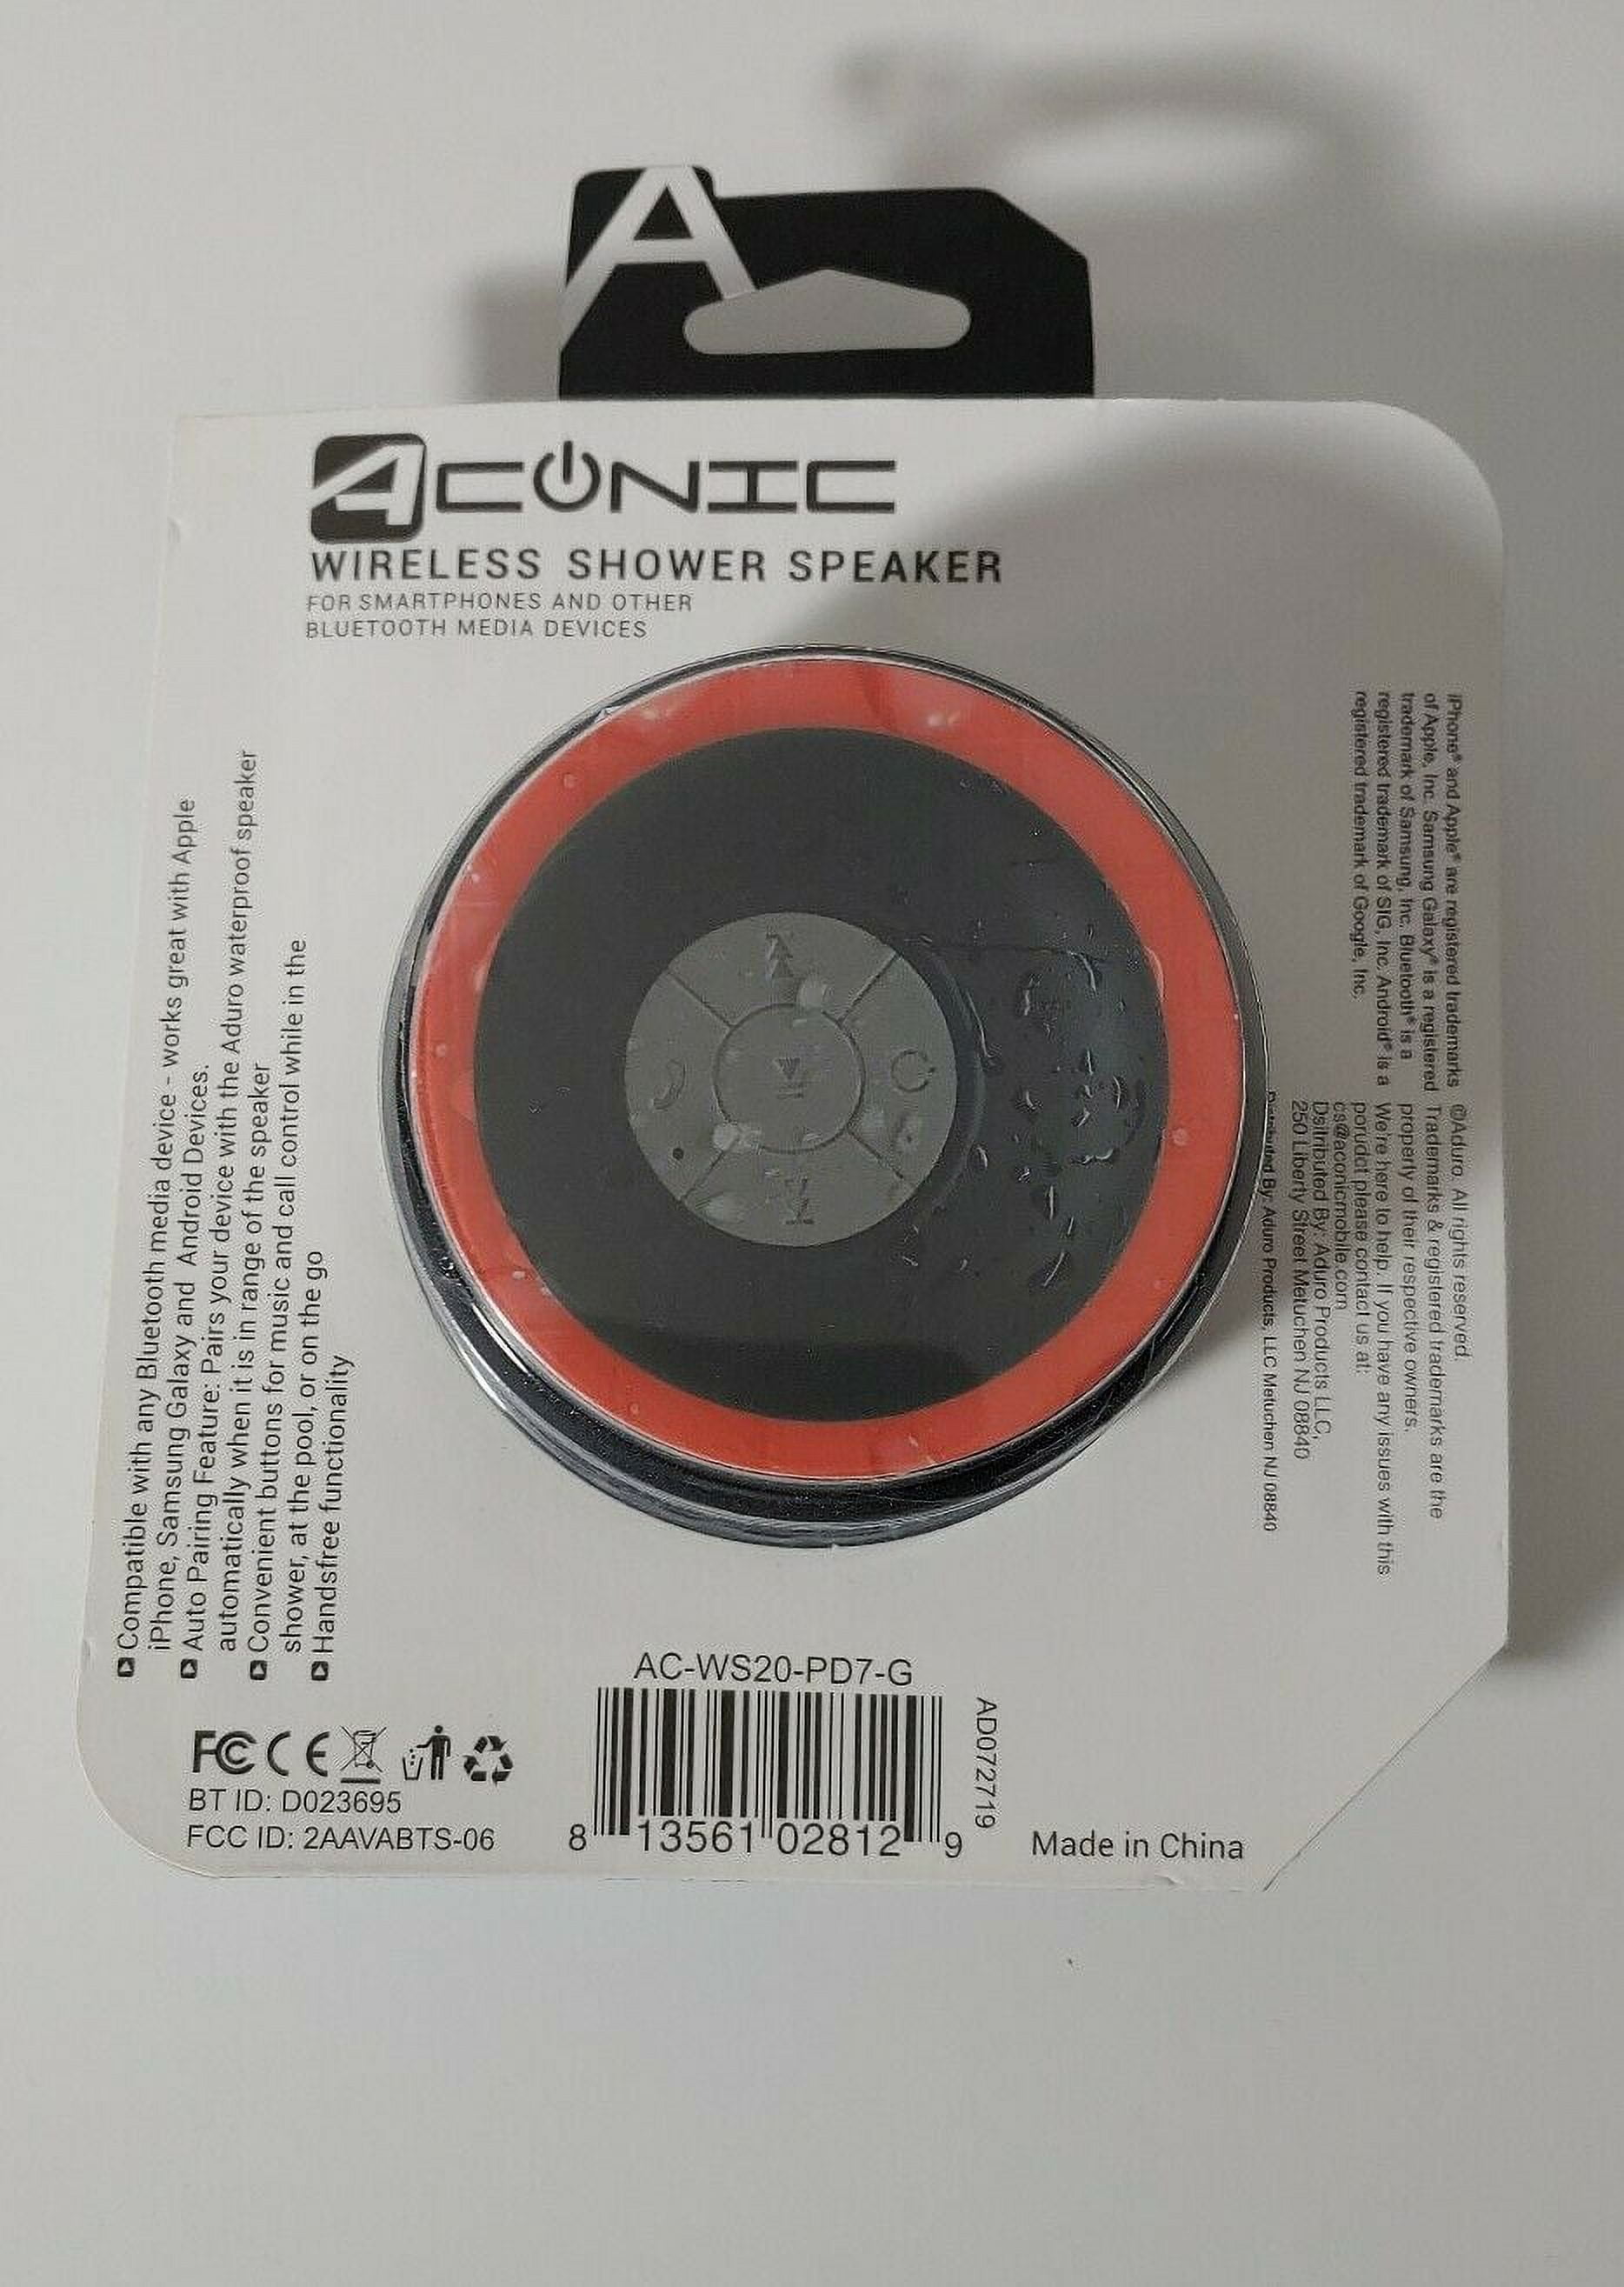 A
ACONIC
WIRELESS SHOWER SPEAKER
FOR SMARTPHONES AND OTHER
BLUETOOTH MEDIA DEVICES
Compatible with any Bluetooth media device - works great with Apple
iPhone, Samsung Galaxy and Android Devices.
Auto Pairing Feature: Pairs your device with the Aduro waterproof speaker
automatically when it is in range of the speaker
Convenient buttons for music and call control while in the
shower, at the pool, or on the go
Handsfree functionality
iPhone® and Apple® are registered trademarks
of Apple, Inc. Samsung Galaxy® is a registered
trademark of Samsung, Inc. Bluetooth® is a
registered trademark of SIG, Inc. Android® is a
registered trademark of Google, Inc.
©Aduro. All rights reserved.
Trademarks & registered trademarks are the
properly of their respective owners.
We're here to help. If you have any issues with this
porudct please contact us at:
cs@aconicmobile.com
Dsitributed By: Aduro Products LLC,
250 Liberty Street Metuchen NJ 08840
Distributed By: Aduro Products, LLC Metuchen NJ 08840
FC CE
BT ID: D023695
FCC ID: 2AAVABTS-06
AC-WS20-PD7-G
8 13561 02812 9
AD072719
Made in China